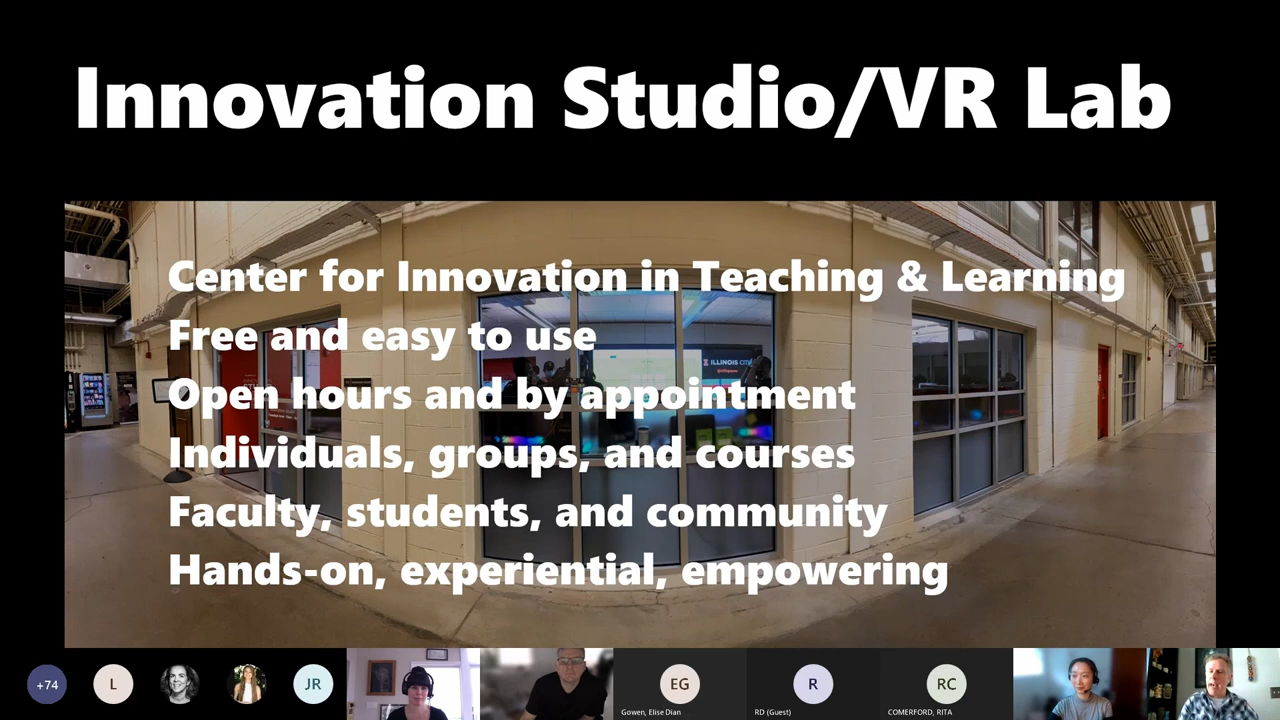 Innovation Studio/VR Lab
Center for Innovation in Teaching & Learning
Free and easy to use
ILLINOIS CITL
Open hours and by appointment
Individuals, groups, and courses
Faculty, students, and community
Hands-on, experiential, empowering
+74
L
JR
EG
R
RC
Gowen, Elise Dian
RD (Guest)
COMERFORD, RITA